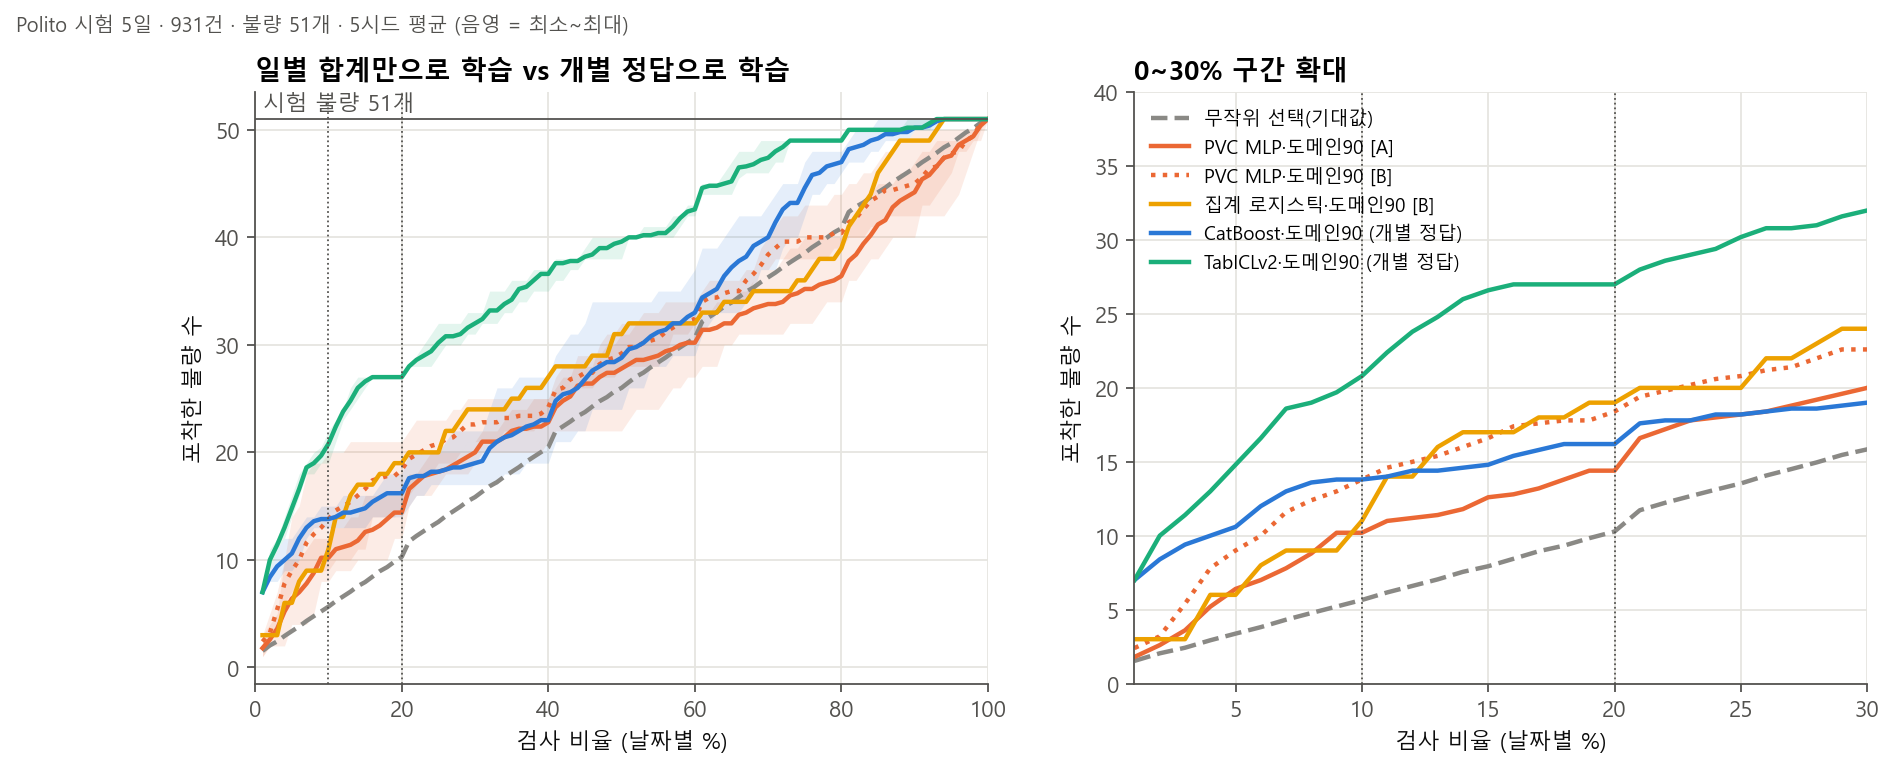 Polito 시험 5일 · 931건 · 불량 51개 · 5시드 평균 (음영 = 최소~최대)
일별 합계만으로 학습 vs 개별 정답으로 학습
시험 불량 51개
50
40
30
20
10
0
0
20
40
60
80
100
포착한 불량 수
검사 비율 (날짜별 %)
0~30% 구간 확대
무작위 선택(기대값)
PVC MLP·도메인90 [A]
PVC MLP·도메인90 [B]
집계 로지스틱·도메인90 [B]
CatBoost·도메인90 (개별 정답)
TabICLv2·도메인90 (개별 정답)
40
35
30
25
20
15
10
5
0
5
10
15
20
25
30
포착한 불량 수
검사 비율 (날짜별 %)